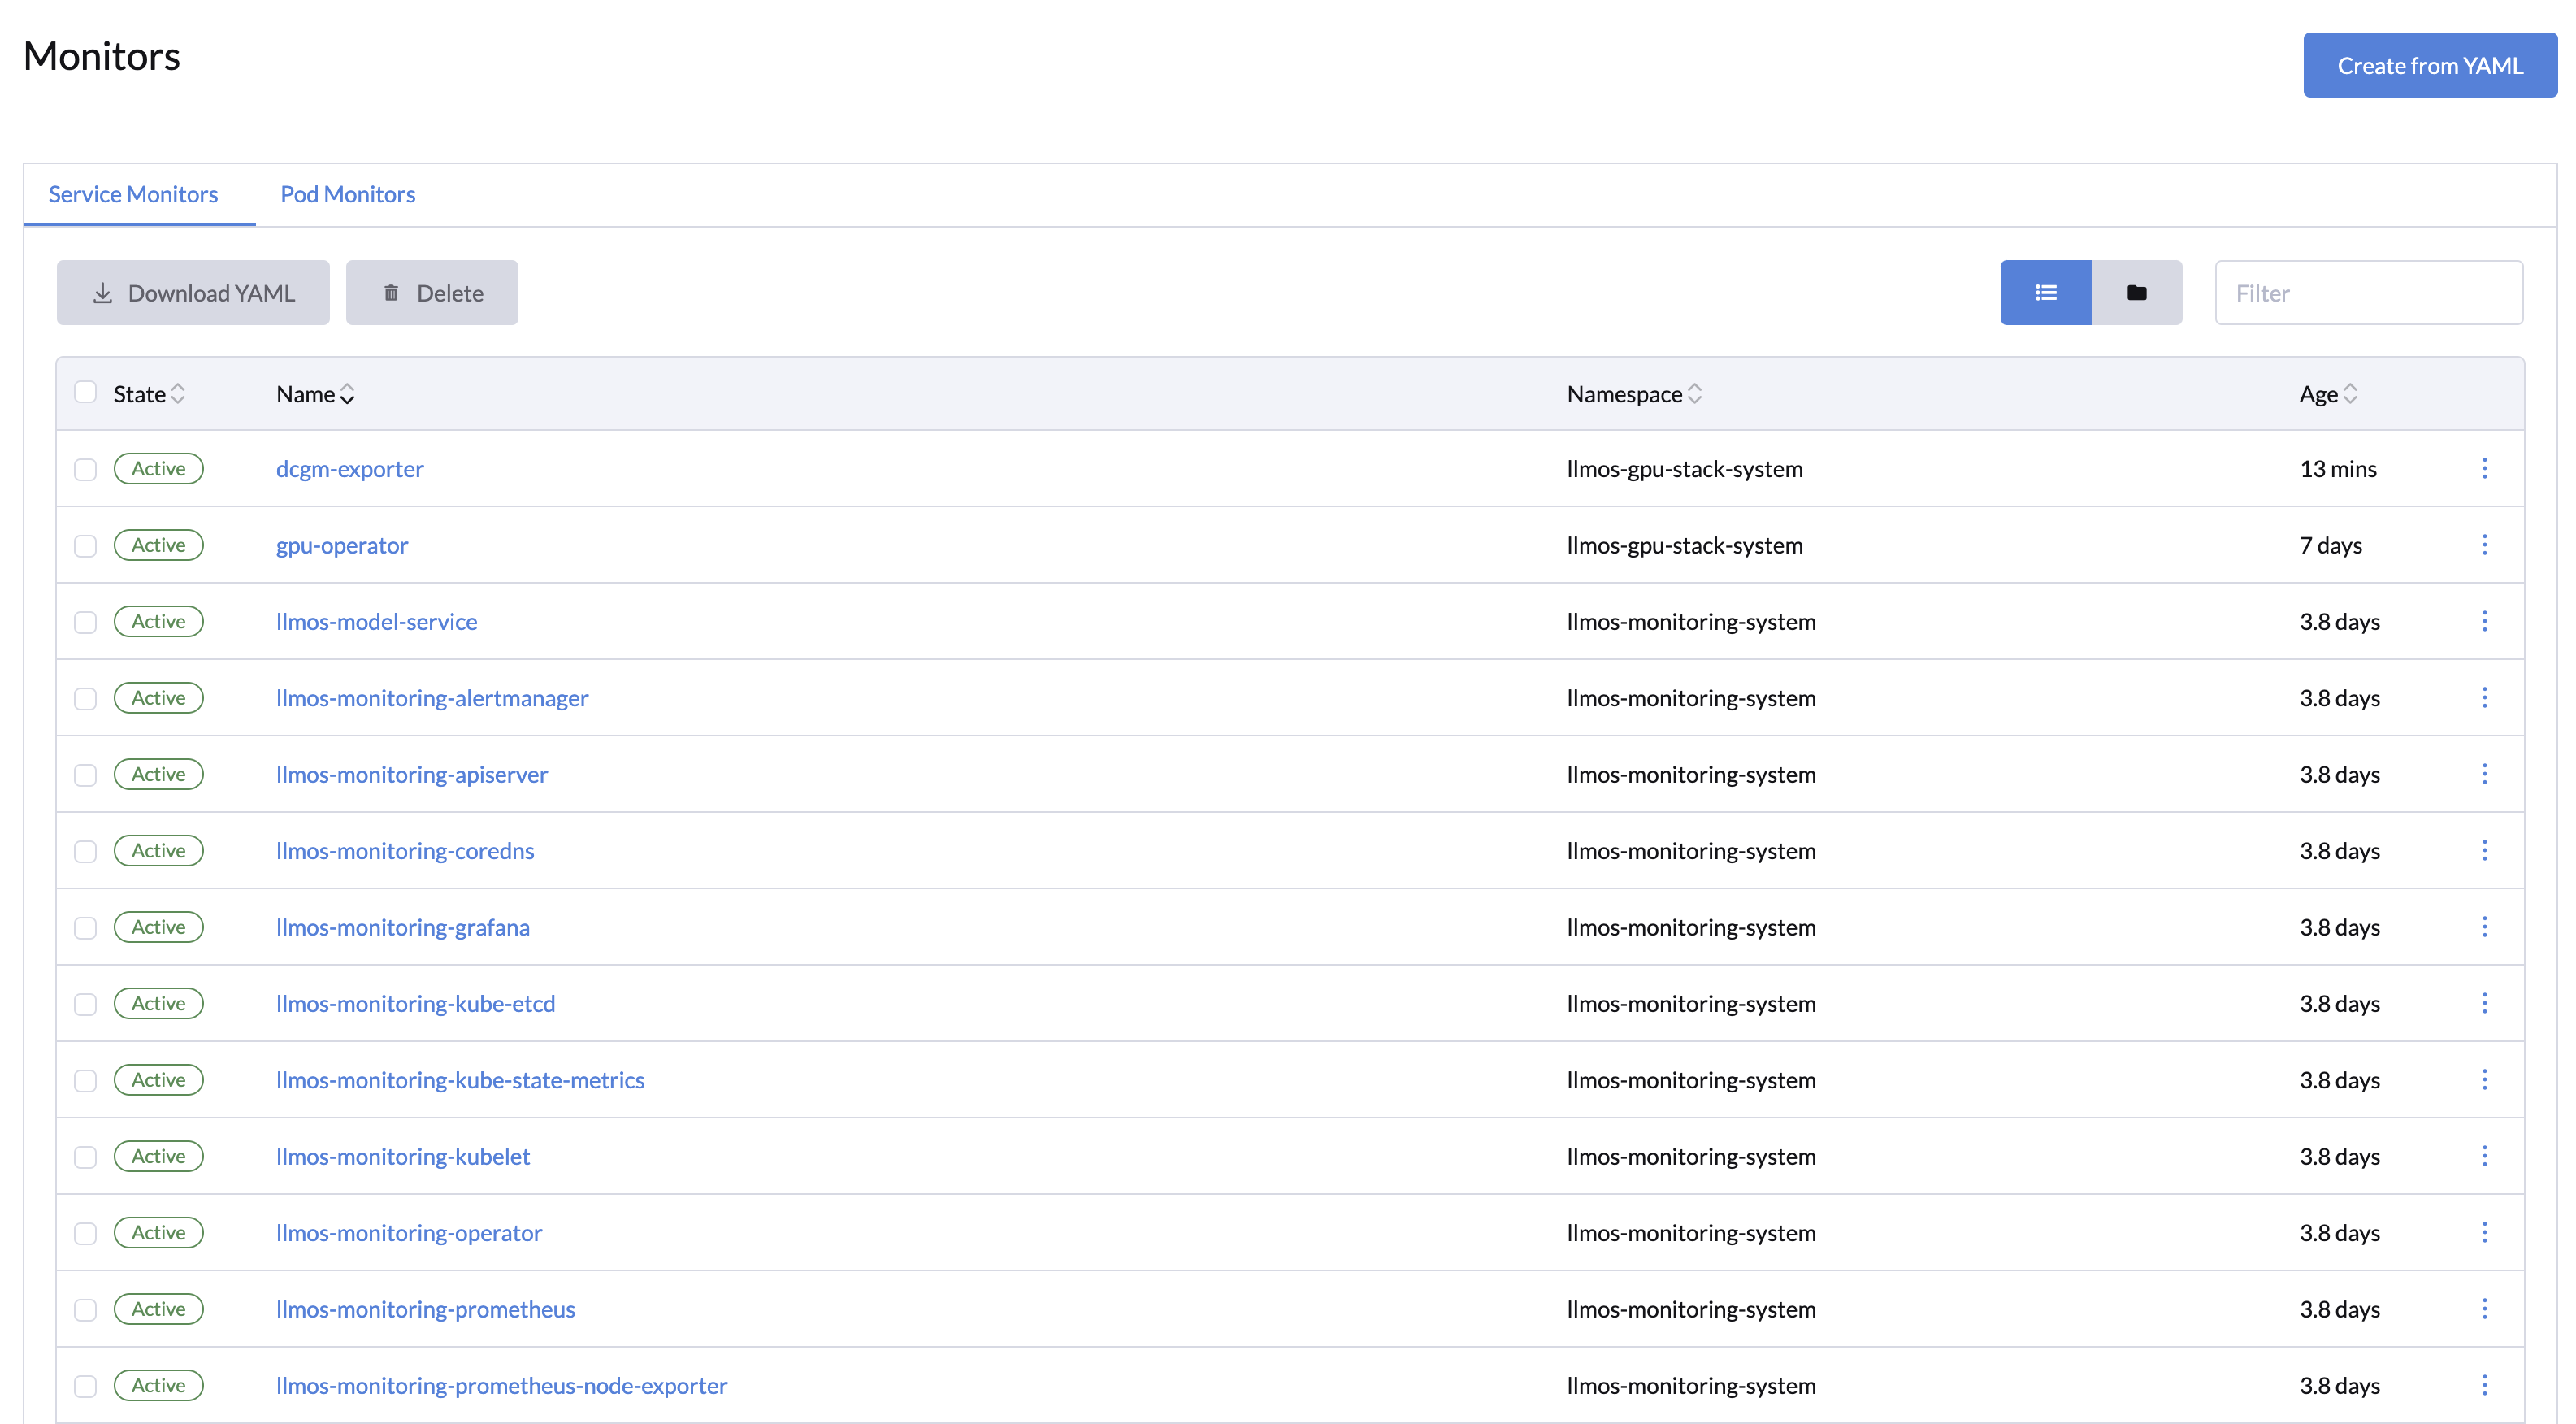 Monitors
Create from YAML
Service Monitors Pod Monitors
Download YAML Delete Filter
State Name Namespace Age
Active dcgm-exporter llmos-gpu-stack-system 13 mins
Active gpu-operator llmos-gpu-stack-system 7 days
Active llmos-model-service llmos-monitoring-system 3.8 days
Active llmos-monitoring-alertmanager llmos-monitoring-system 3.8 days
Active llmos-monitoring-apiserver llmos-monitoring-system 3.8 days
Active llmos-monitoring-coredns llmos-monitoring-system 3.8 days
Active llmos-monitoring-grafana llmos-monitoring-system 3.8 days
Active llmos-monitoring-kube-etcd llmos-monitoring-system 3.8 days
Active llmos-monitoring-kube-state-metrics llmos-monitoring-system 3.8 days
Active llmos-monitoring-kubelet llmos-monitoring-system 3.8 days
Active llmos-monitoring-operator llmos-monitoring-system 3.8 days
Active llmos-monitoring-prometheus llmos-monitoring-system 3.8 days
Active llmos-monitoring-prometheus-node-exporter llmos-monitoring-system 3.8 days